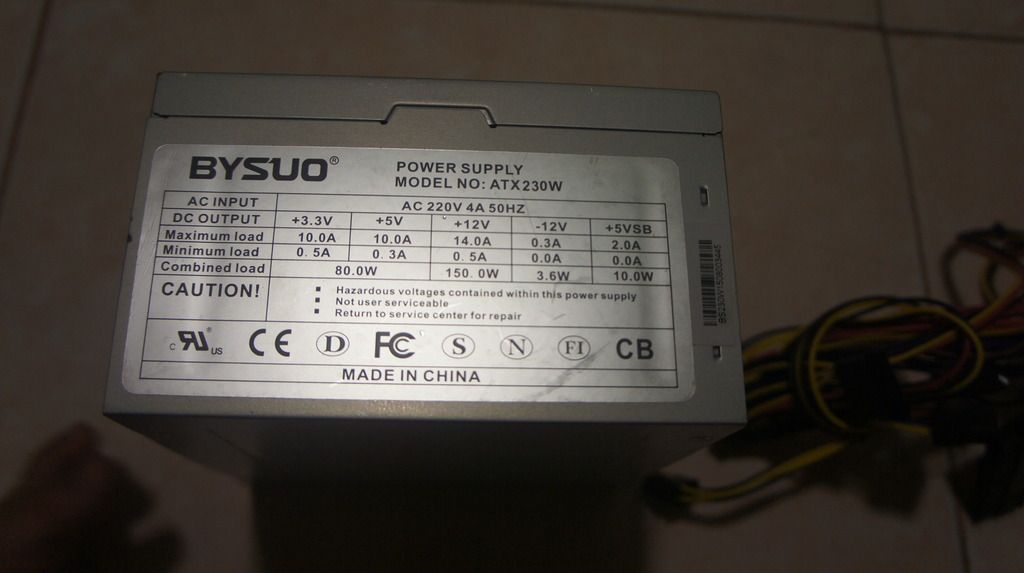 BYSUO®
POWER SUPPLY
MODEL NO: ATX230W
AC INPUT AC 220V 4A 50HZ
DC OUTPUT +3.3V +5V +12V -12V +5VSB
Maximum load 10.0A 10.0A 14.0A 0.3A 2.0A
Minimum load 0.5A 0.3A 0.5A 0.0A 0.0A
Combined load 80.0W 150.0W 3.6W 10.0W
CAUTION!
Hazardous voltages contained within this power supply
Not user serviceable
Return to service center for repair
c RU® US CE D FC S N FI CB
MADE IN CHINA
BS230W1508003445